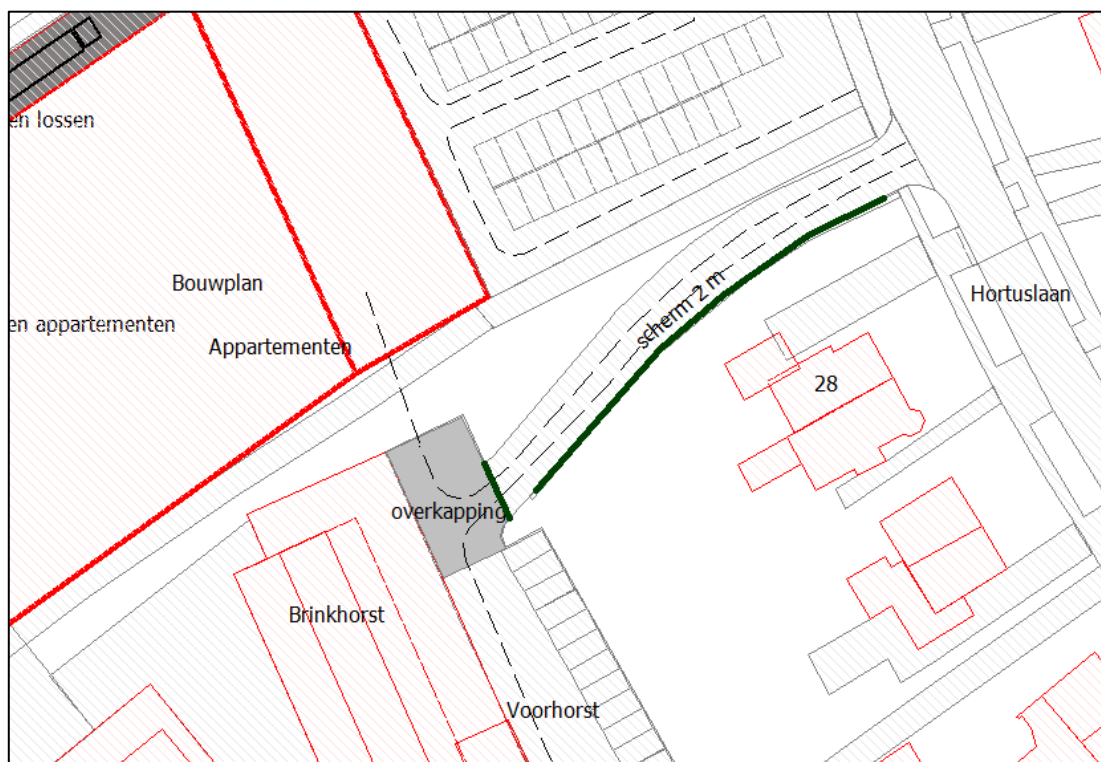 en lossen
Bouwplan
en appartementen
Appartementen
scherm 2 m
Hortuslaan
28
overkapping
Brinkhorst
Voorhorst